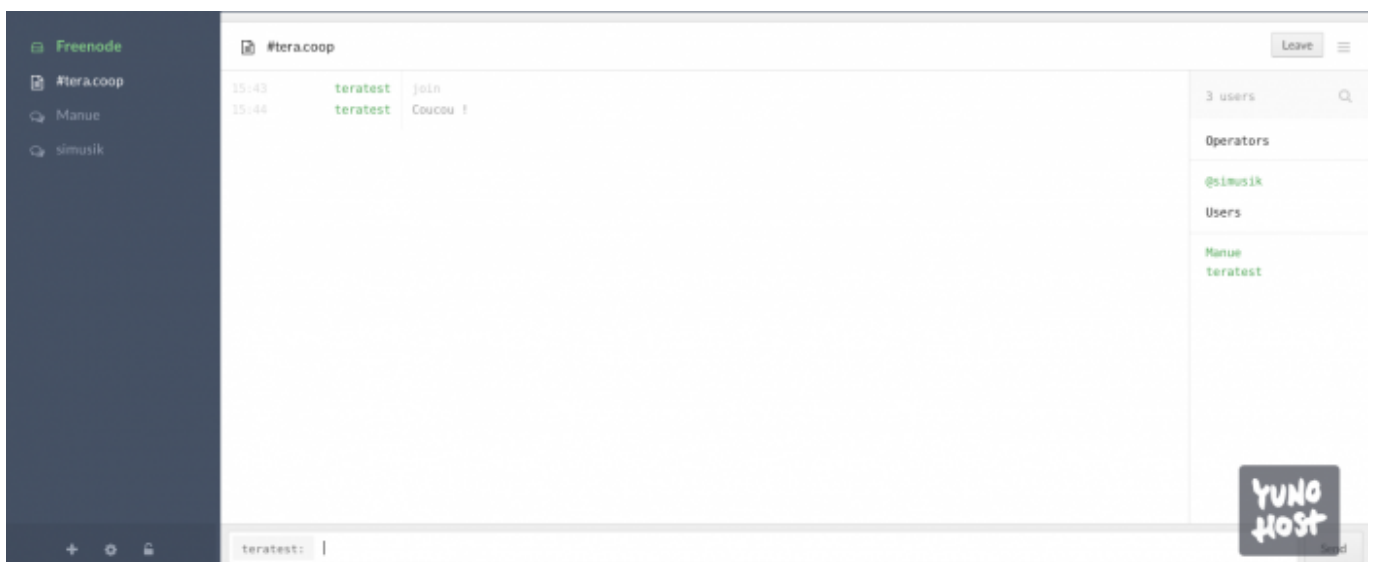 Freenode
#tera.coop
Manue
simusik
#tera.coop
Leave
15:43 teratest join
15:44 teratest Coucou !
3 users
Operators
@simusik
Users
Manue
teratest
teratest:
Send
YUNO
HOST